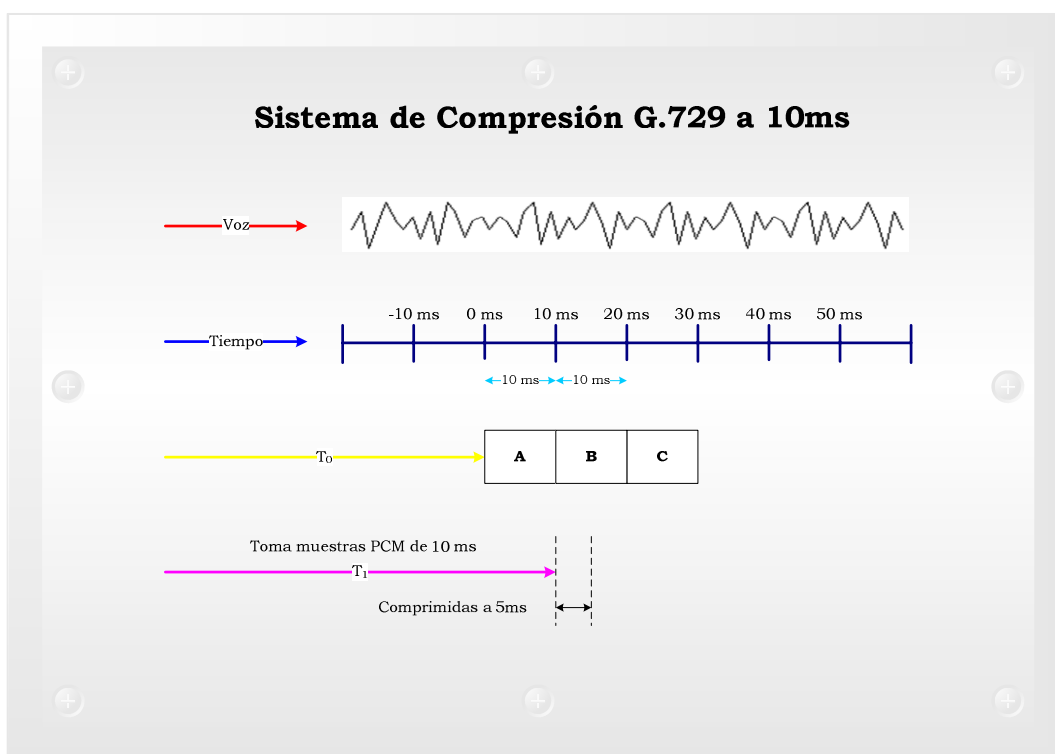 Sistema de Compresión G.729 a 10ms
Voz
-10 ms 0 ms 10 ms 20 ms 30 ms 40 ms 50 ms
Tiempo
10 ms 10 ms
T₀ A B C
Toma muestras PCM de 10 ms
T₁
Comprimidas a 5ms